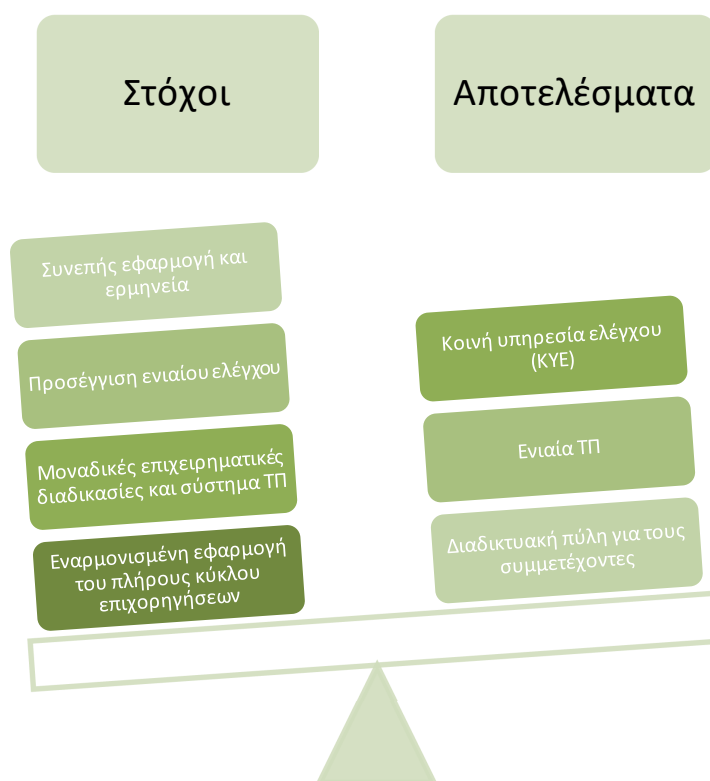 Στόχοι
Αποτελέσματα
Συνεπής εφαρμογή και
ερμηνεία
Προσέγγιση ενιαίου ελέγχου
Μοναδικές επιχειρηματικές
διαδικασίες και σύστημα ΤΠ
Εναρμονισμένη εφαρμογή
του πλήρους κύκλου
επιχορηγήσεων
Κοινή υπηρεσία ελέγχου
(ΚΥΕ)
Ενιαία ΤΠ
Διαδικτυακή πύλη για τους
συμμετέχοντες